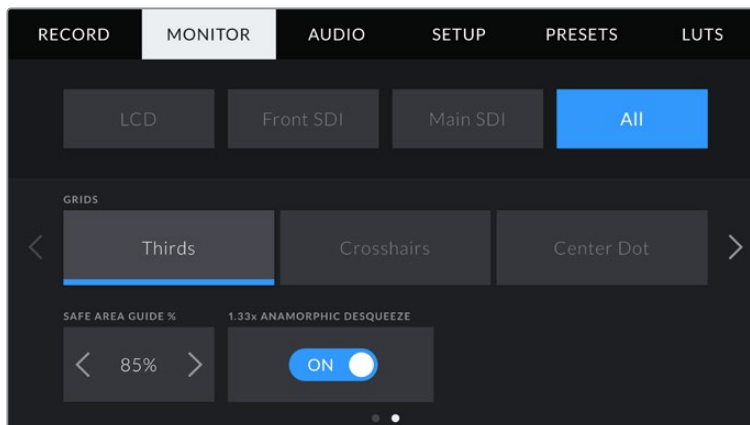 RECORD MONITOR AUDIO SETUP PRESETS LUTS
LCD Front SDI Main SDI All
GRIDS
Thirds Crosshairs Center Dot
SAFE AREA GUIDE % 1.33x ANAMORPHIC DESQUEEZE
85% ON